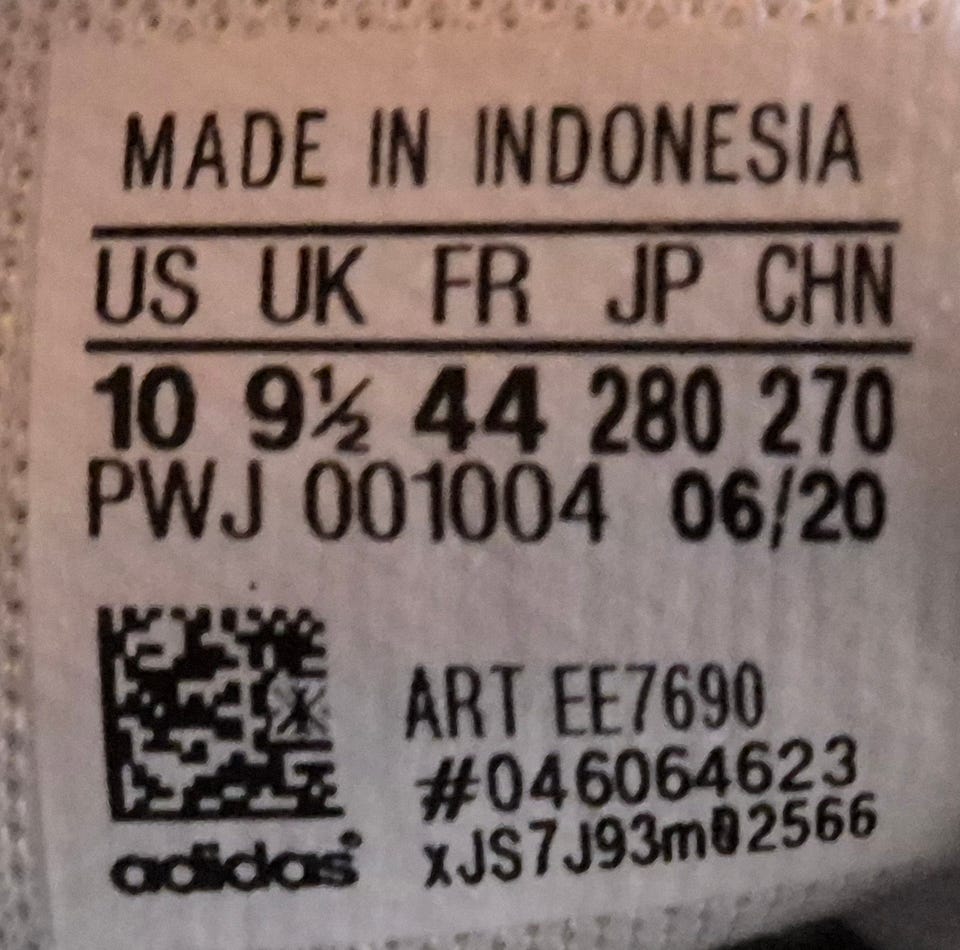 MADE IN INDONESIA
US UK FR JP CHN
10 9½ 44 280 270
PWJ 001004 06/20
ART EE7690
#046064623
xJS7J93m02566
adidas